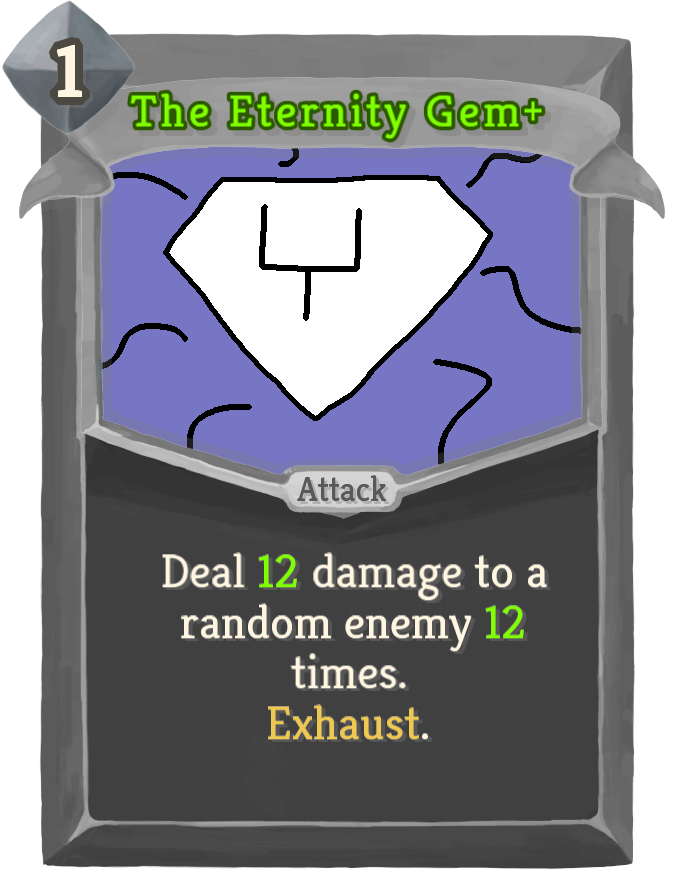 1
The Eternity Gem+
Attack
Deal 12 damage to a
random enemy 12
times.
Exhaust.